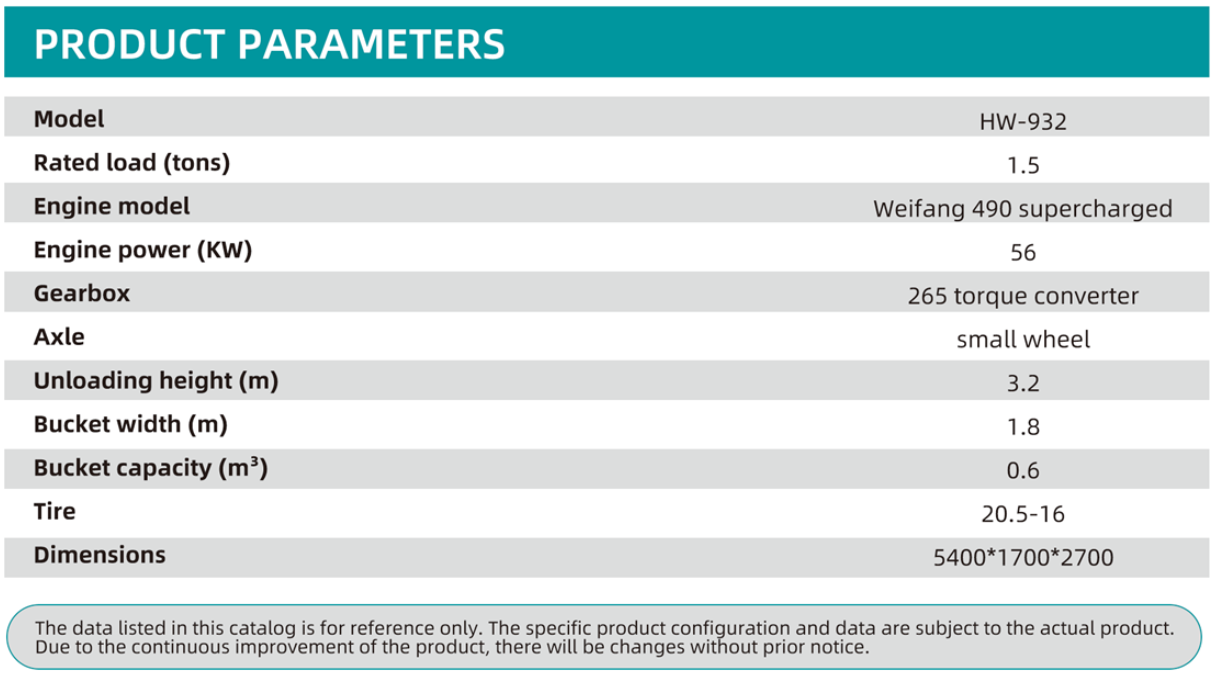 PRODUCT PARAMETERS
Model HW-932
Rated load (tons) 1.5
Engine model Weifang 490 supercharged
Engine power (KW) 56
Gearbox 265 torque converter
Axle small wheel
Unloading height (m) 3.2
Bucket width (m) 1.8
Bucket capacity (m³) 0.6
Tire 20.5-16
Dimensions 5400*1700*2700
The data listed in this catalog is for reference only. The specific product configuration and data are subject to the actual product.
Due to the continuous improvement of the product, there will be changes without prior notice.